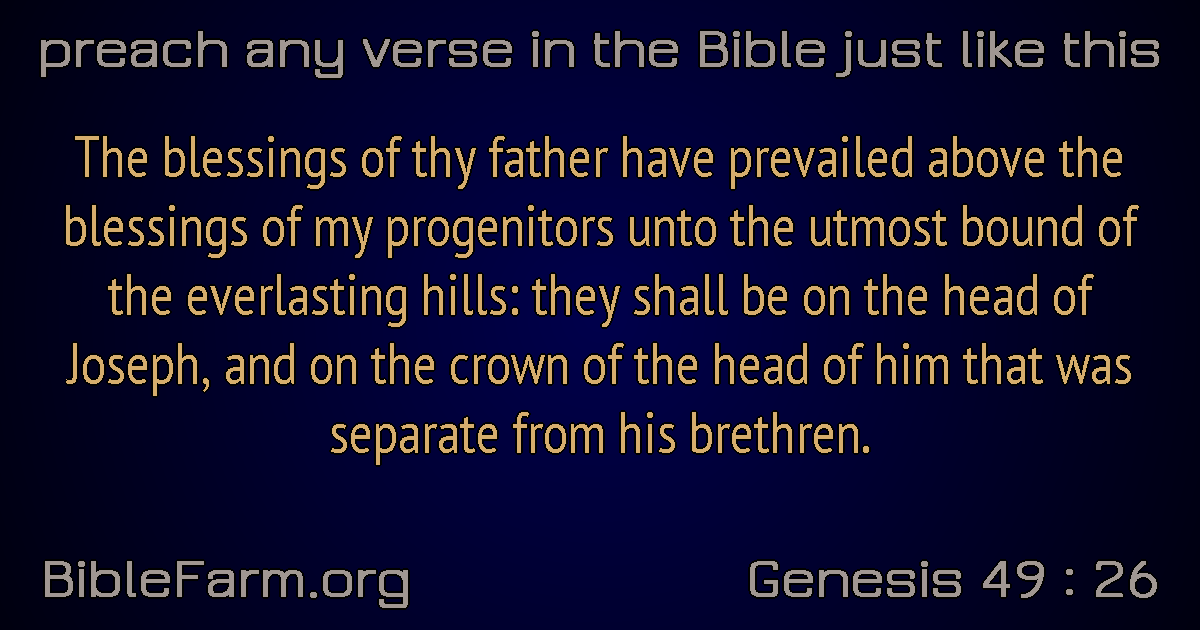 preach any verse in the Bible just like this
The blessings of thy father have prevailed above the
blessings of my progenitors unto the utmost bound of
the everlasting hills: they shall be on the head of
Joseph, and on the crown of the head of him that was
separate from his brethren.
BibleFarm.org
Genesis 49 : 26